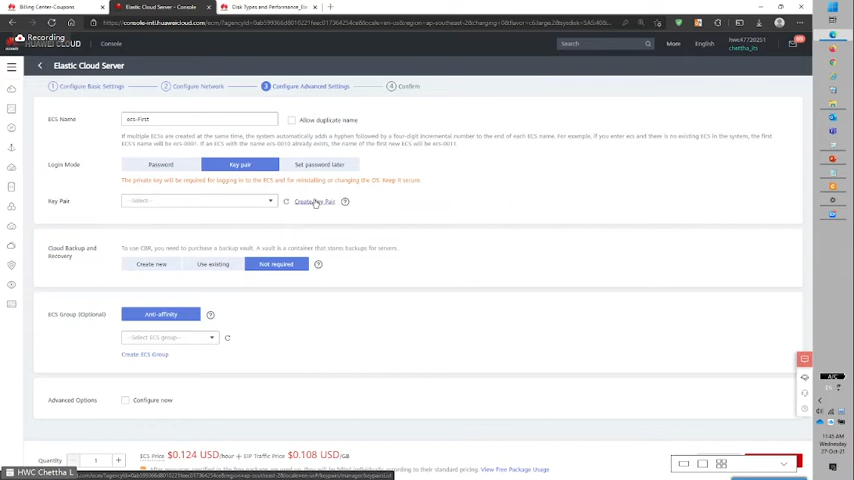 Billing Center-Coupons
Elastic Cloud Server - Console
Disk Types and Performance_El
Recording
HUAWEI CLOUD
Console
Search
More
English
hwc47720251
chettha_its
Elastic Cloud Server
1 Configure Basic Settings
2 Configure Network
3 Configure Advanced Settings
4 Confirm
ECS Name
ecs-First
Allow duplicate name
If multiple ECSs are created at the same time, the system automatically adds a hyphen followed by a four-digit incremental number to the end of each ECS name. For example, if you enter ecs and there is no existing ECS in the system, the first
ECS's name will be ecs-0001. If an ECS with the name ecs-0010 already exists, the name of the first new ECS will be ecs-0011.
Login Mode
Password
Key pair
Set password later
The private key will be required for logging in to the ECS and for reinstalling or changing the OS. Keep it secure.
Key Pair
--Select--
Create Key Pair
Cloud Backup and
Recovery
To use CBR, you need to purchase a backup vault. A vault is a container that stores backups for servers.
Create new
Use existing
Not required
ECS Group (Optional)
Anti-affinity
--Select ECS group--
Create ECS Group
Advanced Options
Configure now
Quantity
1
ECS Price $0.124 USD/hour + EIP Traffic Price $0.108 USD/GB
View Free Package Usage
HWC Chettha L
A/C
11:45 AM
Wednesday
27-Oct-21